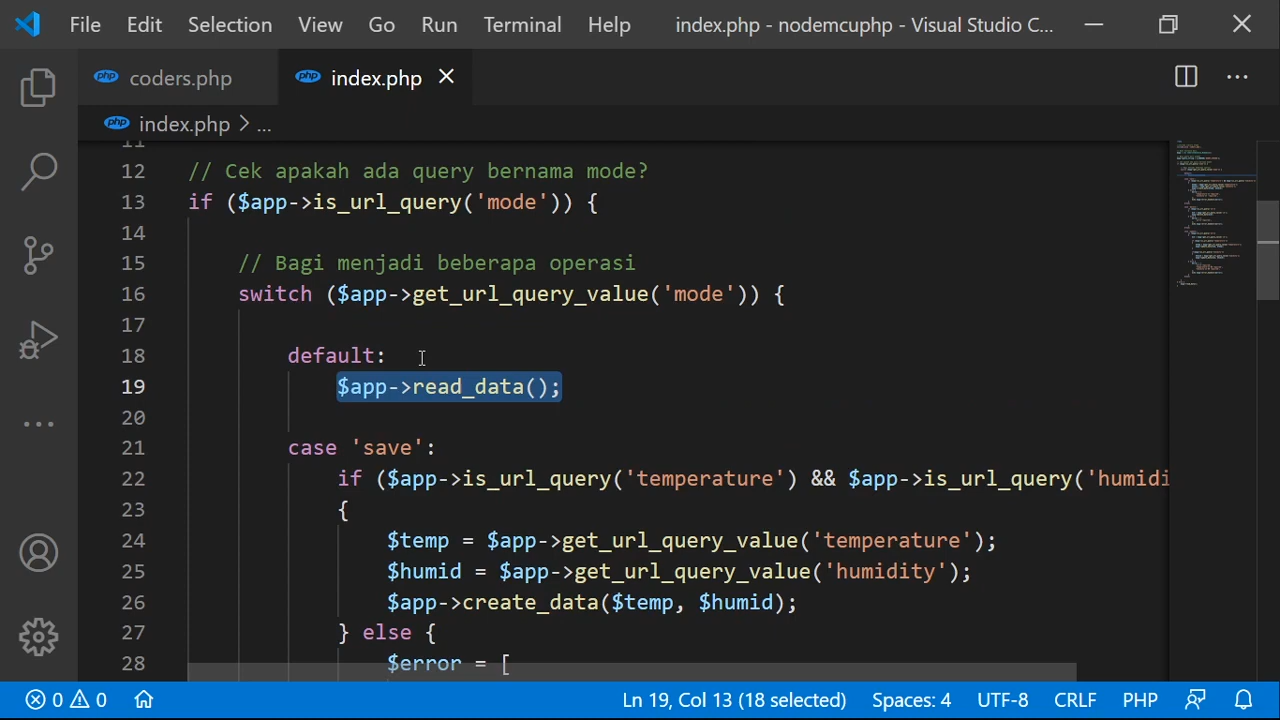 File Edit Selection View Go Run Terminal Help index.php - nodemcuphp - Visual Studio C...
php coders.php php index.php
php index.php > ...
11
12 // Cek apakah ada query bernama mode?
13 if ($app->is_url_query('mode')) {
14
15 // Bagi menjadi beberapa operasi
16 switch ($app->get_url_query_value('mode')) {
17
18 default:
19 $app->read_data();
20
21 case 'save':
22 if ($app->is_url_query('temperature') && $app->is_url_query('humidi
23 {
24 $temp = $app->get_url_query_value('temperature');
25 $humid = $app->get_url_query_value('humidity');
26 $app->create_data($temp, $humid);
27 } else {
28 $error = [
0 0 Ln 19, Col 13 (18 selected) Spaces: 4 UTF-8 CRLF PHP